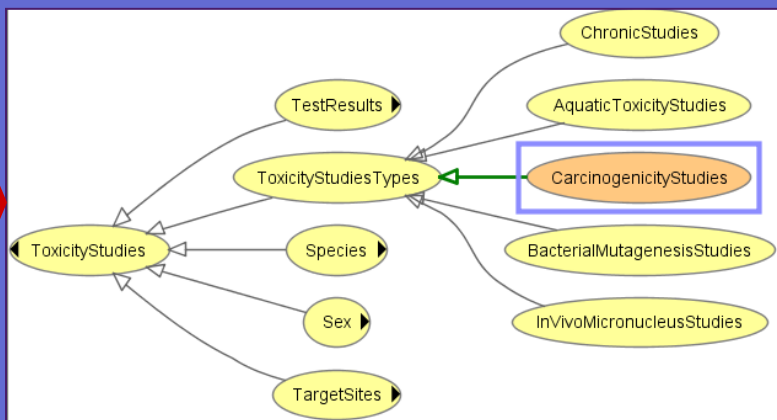 ChronicStudies
TestResults
AquaticToxicityStudies
ToxicityStudiesTypes
CarcinogenicityStudies
ToxicityStudies
Species
BacterialMutagenesisStudies
Sex
InVivoMicronucleusStudies
TargetSites